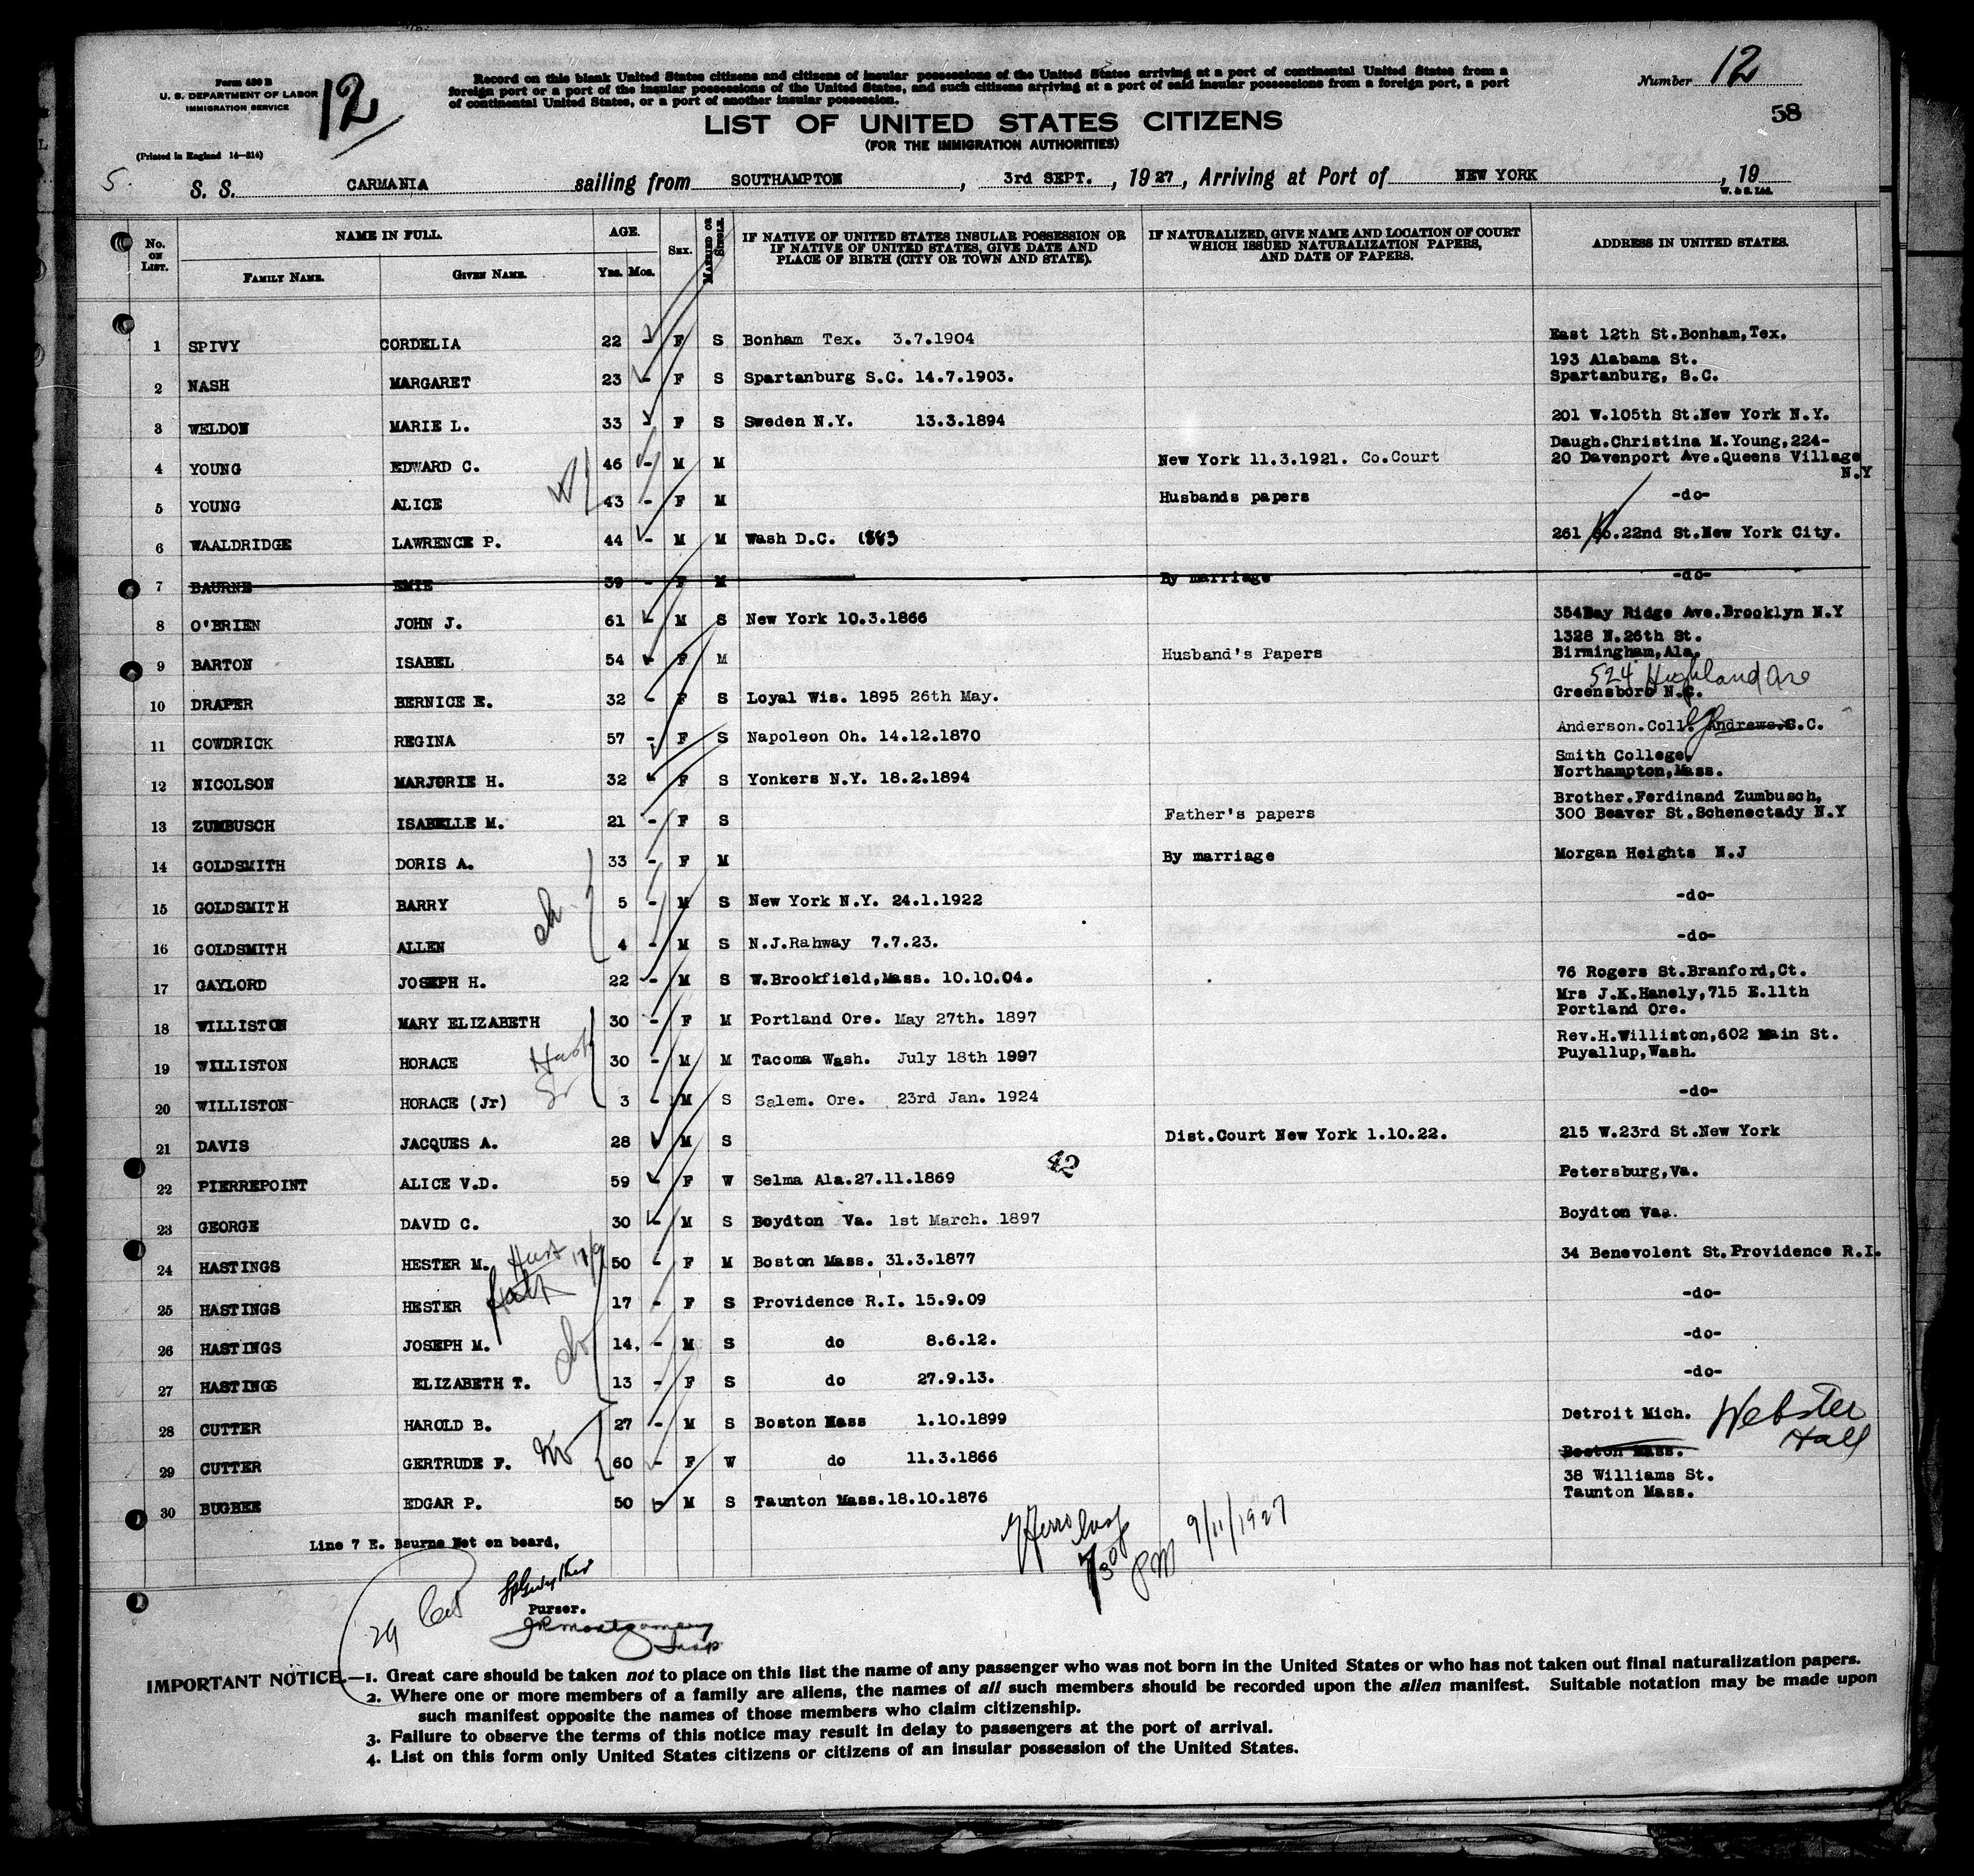 Form 430 B
U. S. DEPARTMENT OF LABOR
IMMIGRATION SERVICE
12
Record on this blank United States citizens and citizens of insular possessions of the United States arriving at a port of continental United States from a
foreign port or a port of the insular possessions of the United States, and such citizens arriving at a port of said insular possessions from a foreign port, a port
of continental United States, or a port of another insular possession.
Number 12
58
LIST OF UNITED STATES CITIZENS
(FOR THE IMMIGRATION AUTHORITIES)
(Printed in England 14-214)
5.
S. S. CARMANIA sailing from SOUTHAMPTON, 3rd SEPT., 1927, Arriving at Port of NEW YORK, 19
W. & S. Ltd.
No. ON LIST. NAME IN FULL. FAMILY NAME. GIVEN NAME. AGE. Yrs. Mos. SEX. MARRIED OR SINGLE. IF NATIVE OF UNITED STATES INSULAR POSSESSION OR IF NATIVE OF UNITED STATES, GIVE DATE AND PLACE OF BIRTH (CITY OR TOWN AND STATE). IF NATURALIZED, GIVE NAME AND LOCATION OF COURT WHICH ISSUED NATURALIZATION PAPERS, AND DATE OF PAPERS. ADDRESS IN UNITED STATES.
1 SPIVY CORDELIA 22 - F S Bonham Tex. 3.7.1904 East 12th St.Bonham,Tex.
2 NASH MARGARET 23 - F S Spartanburg S.C. 14.7.1903. 193 Alabama St. Spartanburg, S.C.
3 WELDON MARIE L. 33 - F S Sweden N.Y. 13.3.1894 201 W.105th St.New York N.Y.
4 YOUNG EDWARD C. 46 - M M New York 11.3.1921. Co.Court Daugh.Christina M.Young,224-20 Davenport Ave.Queens Village N.Y
5 YOUNG ALICE 43 - F M Husbands papers -do-
6 WAALDRIDGE LAWRENCE P. 44 - M M Wash D.C. 1883 261 .22nd St.New York City.
7 BAURNE EMIE 39 - F M By marriage -do-
8 O'BRIEN JOHN J. 61 - M S New York 10.3.1866 354Bay Ridge Ave.Brooklyn N.Y
9 BARTON ISABEL 54 - F M Husband's Papers 1328 N.26th St. Birmingham,Ala.
10 DRAPER BERNICE E. 32 - F S Loyal Wis. 1895 26th May. 524 Highland Ave Greensboro N.C.
11 COWDRICK REGINA 57 - F S Napoleon Oh. 14.12.1870 Anderson.Coll. Andrews.S.C.
12 NICOLSON MARJORIE H. 32 - F S Yonkers N.Y. 18.2.1894 Smith College, Northampton,Mass.
13 ZUMBUSCH ISABELLE M. 21 - F S Father's papers Brother.Ferdinand Zumbusch, 300 Beaver St.Schenectady N.Y
14 GOLDSMITH DORIS A. 33 - F M By marriage Morgan Heights N.J
15 GOLDSMITH BARRY 5 - M S New York N.Y. 24.1.1922 -do-
16 GOLDSMITH ALLEN 4 - M S N.J.Rahway 7.7.23. -do-
17 GAYLORD JOSEPH H. 22 - M S W.Brookfield,Mass. 10.10.04. 76 Rogers St.Branford,Ct.
18 WILLISTON MARY ELIZABETH 30 - F M Portland Ore. May 27th. 1897 Mrs J.K.Hanely,715 E.11th Portland Ore.
19 WILLISTON HORACE 30 - M M Tacoma Wash. July 18th 1997 Rev.H.Williston,602 Main St. Puyallup,Wash.
20 WILLISTON HORACE (Jr) 3 - M S Salem. Ore. 23rd Jan. 1924 -do-
21 DAVIS JACQUES A. 28 M S Dist.Court New York 1.10.22. 215 W.23rd St.New York
42
22 PIERREPOINT ALICE V.D. 59 - F W Selma Ala.27.11.1869 Petersburg,Va.
23 GEORGE DAVID C. 30 - M S Boydton Va. 1st March. 1897 Boydton Vaa.
24 HASTINGS HESTER M. 50 - F M Boston Mass. 31.3.1877 34 Benevolent St.Providence R.I.
25 HASTINGS HESTER 17 - F S Providence R.I. 15.9.09 -do-
26 HASTINGS JOSEPH M. 14. - M S do 8.6.12. -do-
27 HASTINGS ELIZABETH T. 13 - F S do 27.9.13. -do-
28 CUTTER HAROLD B. 27 - M S Boston Mass 1.10.1899 Detroit Mich. Webster Hall
29 CUTTER GERTRUDE F. 60 - F W do 11.3.1866 Boston Mass.
30 BUGBEE EDGAR P. 50 - M S Taunton Mass.18.10.1876 38 Williams St. Taunton Mass.
Line 7 E. Baurne Not on board,
730 PM 9/11/1927
29
Purser.
JRMontgomery
Insp
IMPORTANT NOTICE.—1. Great care should be taken not to place on this list the name of any passenger who was not born in the United States or who has not taken out final naturalization papers.
2. Where one or more members of a family are aliens, the names of all such members should be recorded upon the alien manifest. Suitable notation may be made upon
such manifest opposite the names of those members who claim citizenship.
3. Failure to observe the terms of this notice may result in delay to passengers at the port of arrival.
4. List on this form only United States citizens or citizens of an insular possession of the United States.